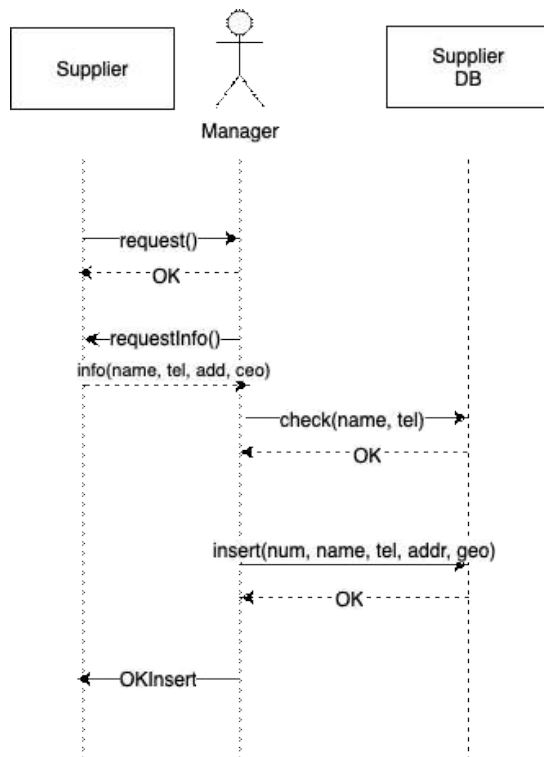 Supplier
Manager
Supplier
DB
request()
OK
requestInfo()
info(name, tel, add, ceo)
check(name, tel)
OK
insert(num, name, tel, addr, geo)
OK
OKInsert